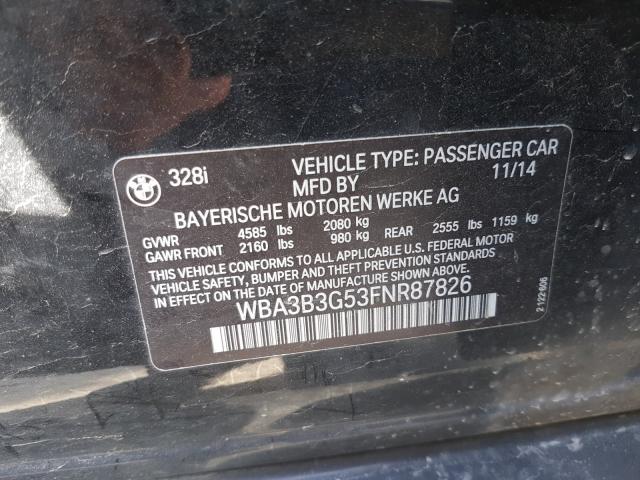 BMW
328i
VEHICLE TYPE: PASSENGER CAR
MFD BY 11/14
BAYERISCHE MOTOREN WERKE AG
GVWR 4585 lbs 2080 kg
GAWR FRONT 2160 lbs 980 kg REAR 2555 lbs 1159 kg
THIS VEHICLE CONFORMS TO ALL APPLICABLE U.S. FEDERAL MOTOR
VEHICLE SAFETY, BUMPER AND THEFT PREVENTION STANDARDS
IN EFFECT ON THE DATE OF MANUFACTURE SHOWN ABOVE.
WBA3B3G53FNR87826